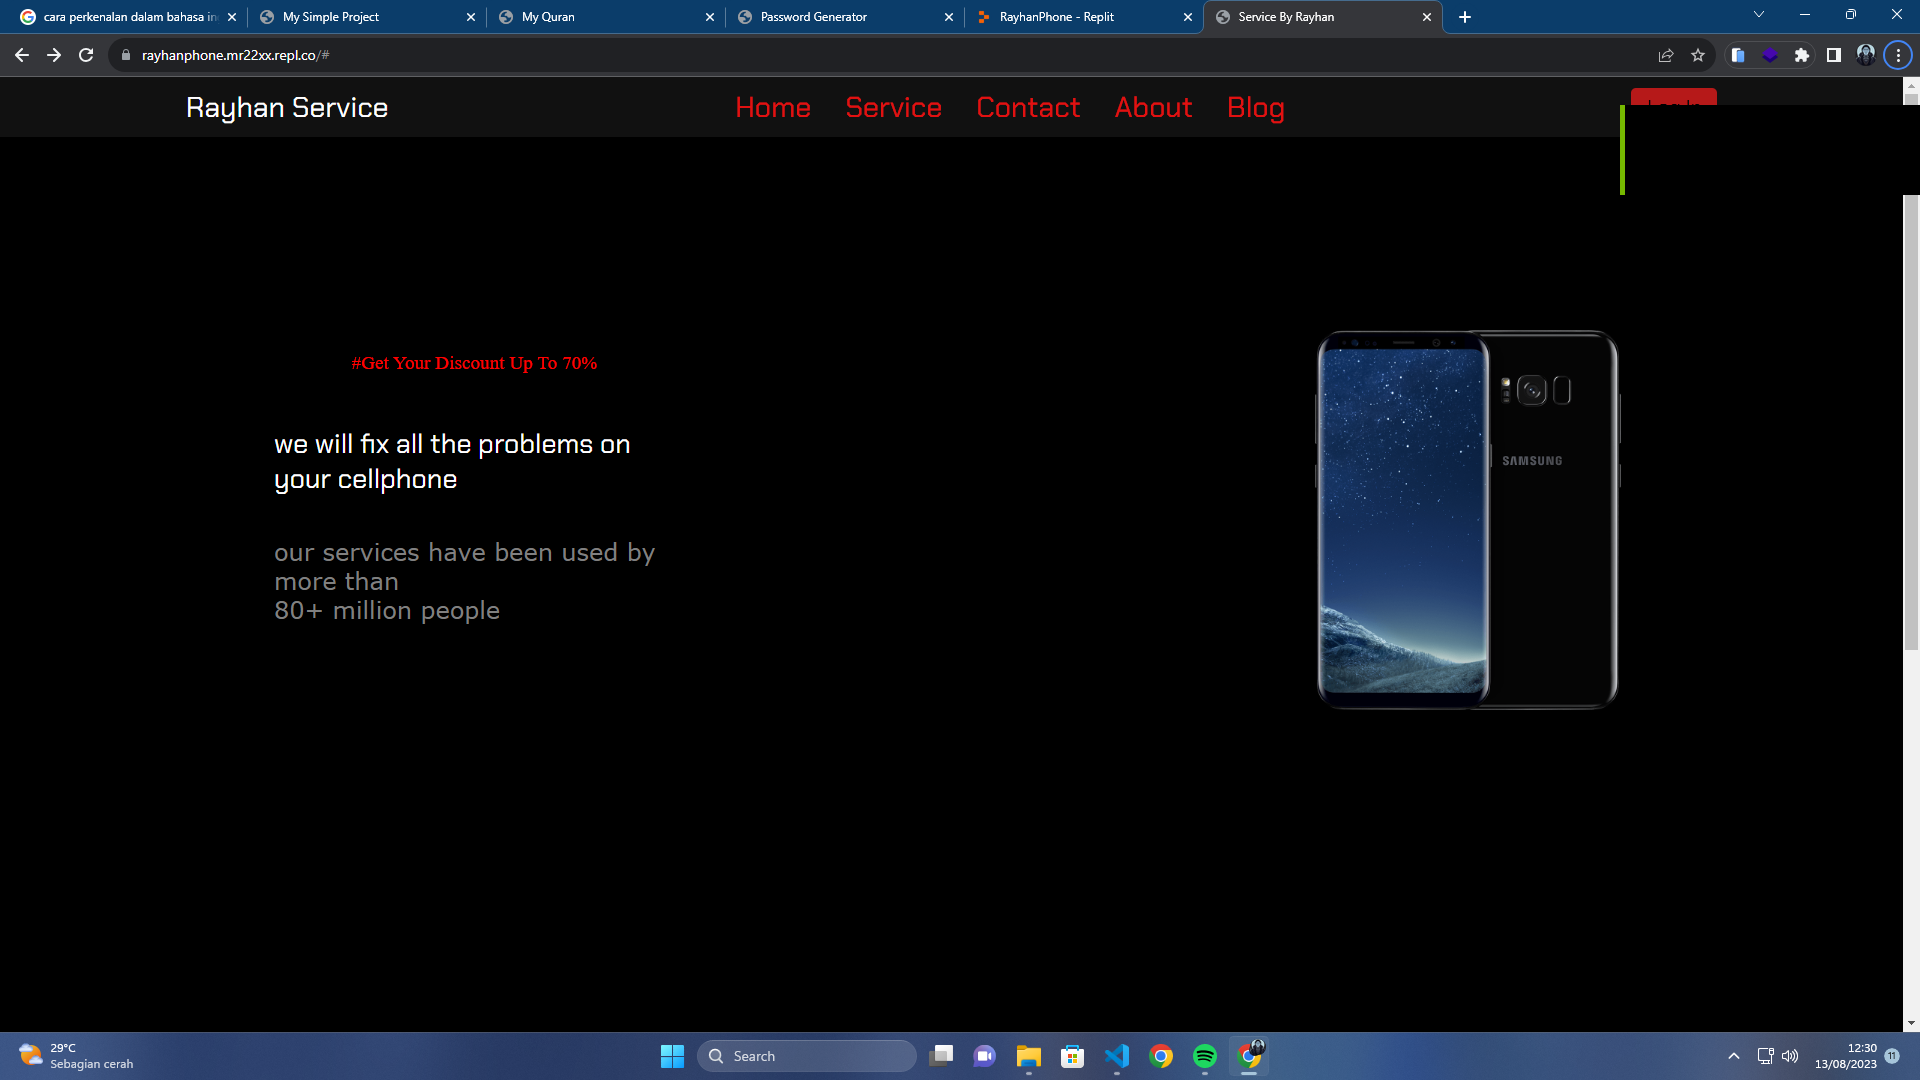 cara perkenalan dalam bahasa in
My Simple Project
My Quran
Password Generator
RayhanPhone - Replit
Service By Rayhan
rayhanphone.mr22xx.repl.co/#
Rayhan Service
Home
Service
Contact
About
Blog
#Get Your Discount Up To 70%
we will fix all the problems on
your cellphone
our services have been used by
more than
80+ million people
SAMSUNG
29°C
Sebagian cerah
Search
12:30
13/08/2023
11